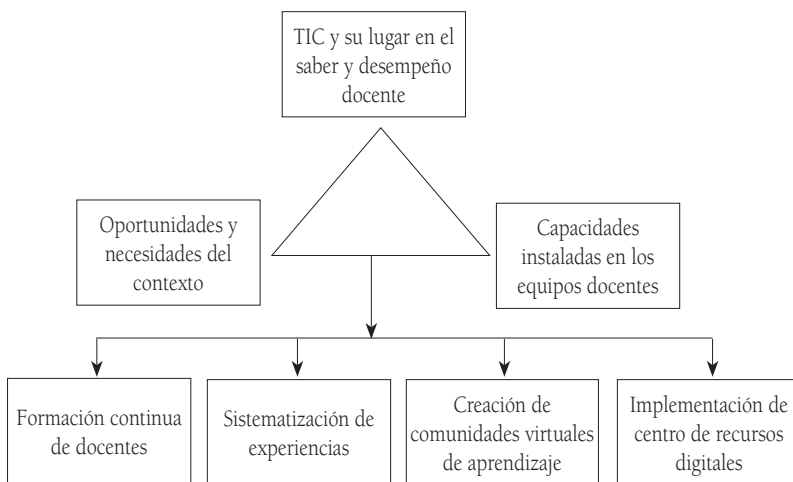 TIC y su lugar en el
saber y desempeño
docente
Oportunidades y
necesidades del
contexto
Capacidades
instaladas en los
equipos docentes
Formación continua
de docentes
Sistematización de
experiencias
Creación de
comunidades virtuales
de aprendizaje
Implementación de
centro de recursos
digitales